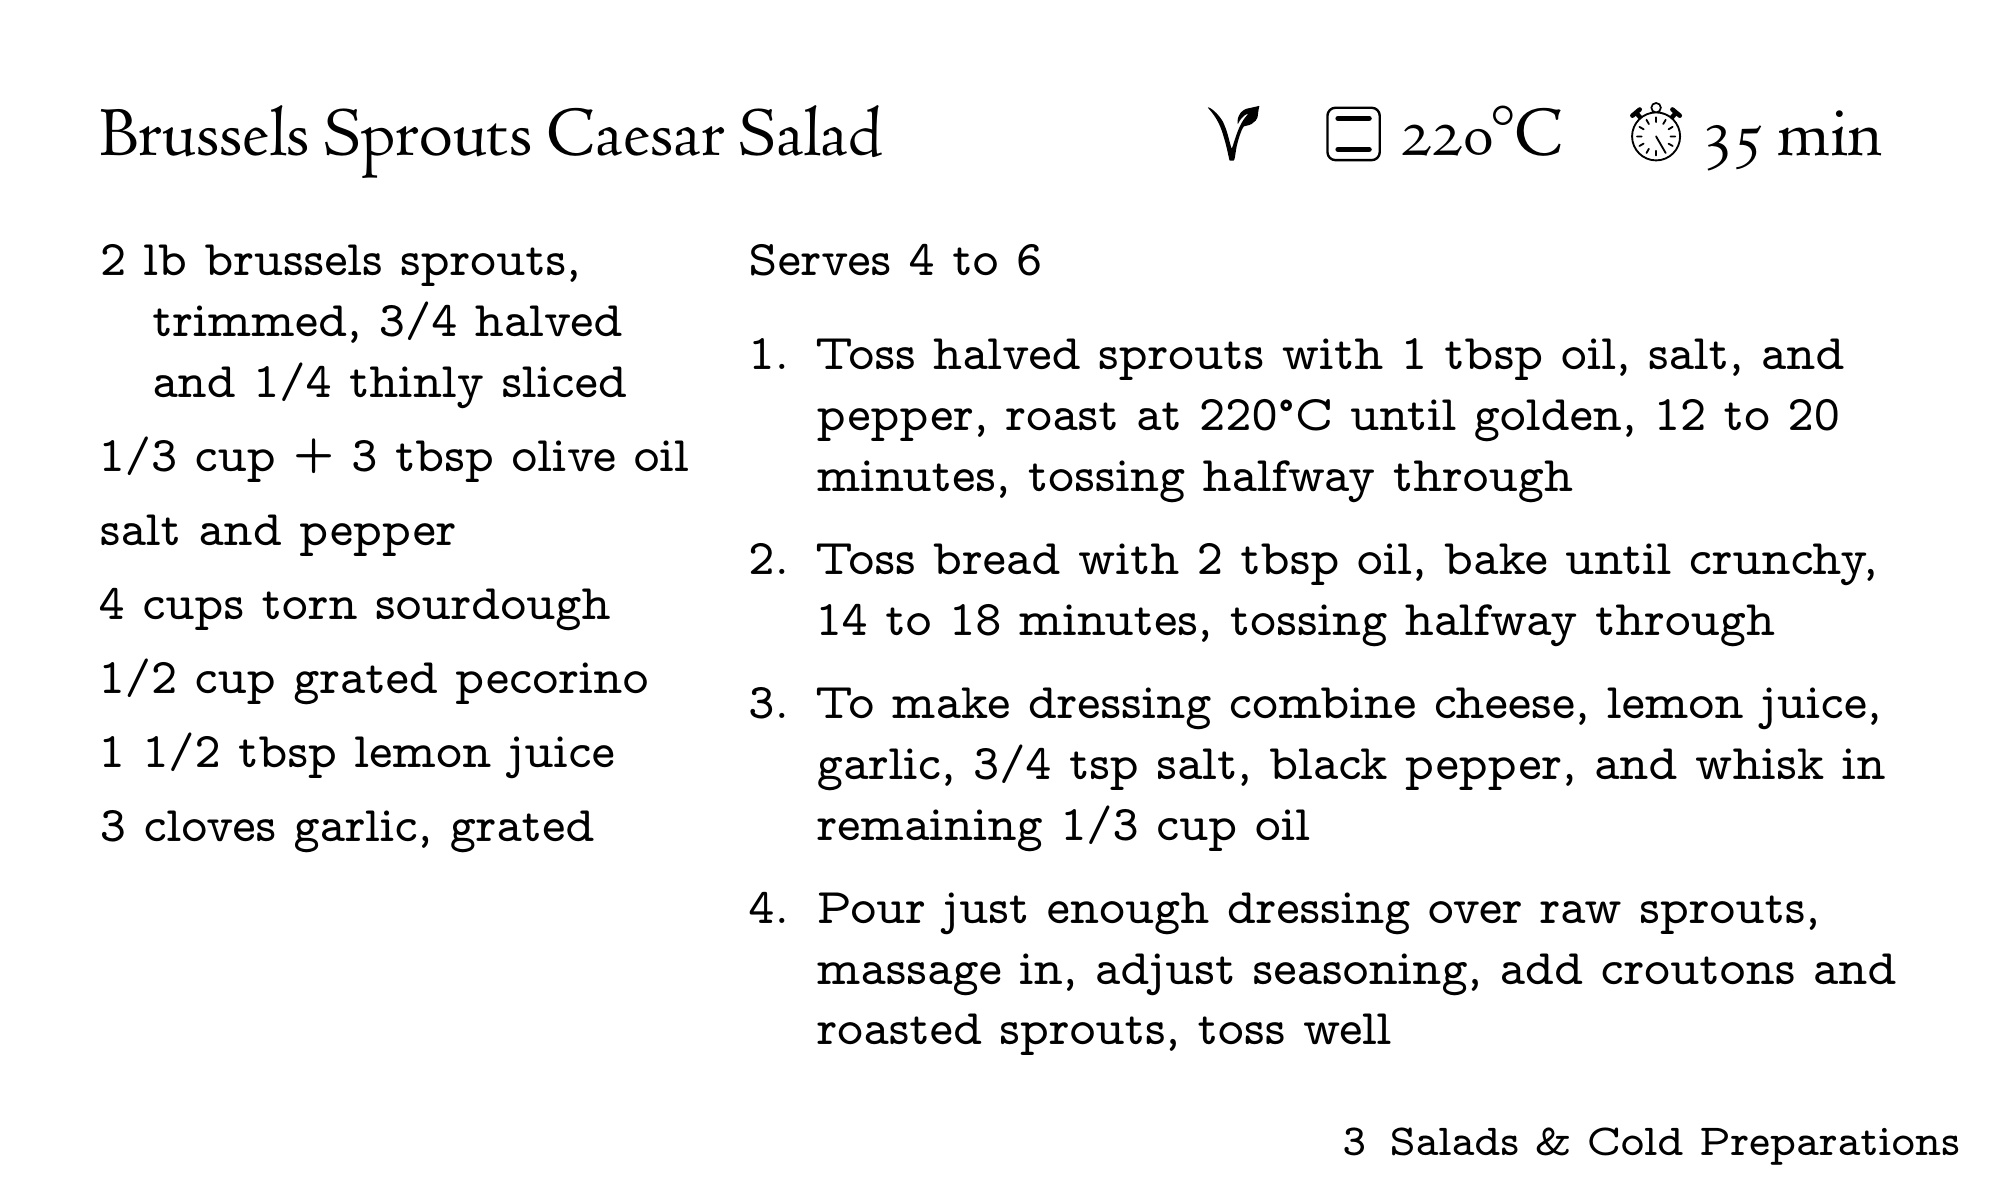 Brussels Sprouts Caesar Salad
220°C
35 min
2 lb brussels sprouts,
trimmed, 3/4 halved
and 1/4 thinly sliced
1/3 cup + 3 tbsp olive oil
salt and pepper
4 cups torn sourdough
1/2 cup grated pecorino
1 1/2 tbsp lemon juice
3 cloves garlic, grated
Serves 4 to 6
1. Toss halved sprouts with 1 tbsp oil, salt, and
pepper, roast at 220°C until golden, 12 to 20
minutes, tossing halfway through
2. Toss bread with 2 tbsp oil, bake until crunchy,
14 to 18 minutes, tossing halfway through
3. To make dressing combine cheese, lemon juice,
garlic, 3/4 tsp salt, black pepper, and whisk in
remaining 1/3 cup oil
4. Pour just enough dressing over raw sprouts,
massage in, adjust seasoning, add croutons and
roasted sprouts, toss well
3 Salads & Cold Preparations